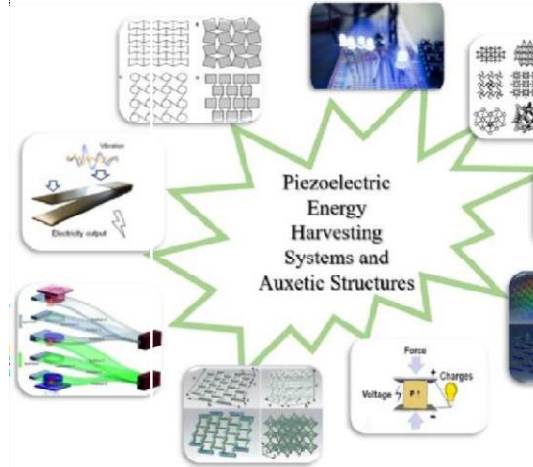 Vibration
Electricity output
Piezoelectric
Energy
Harvesting
Systems and
Auxetic Structures
Force
Charges
Voltage
+
-